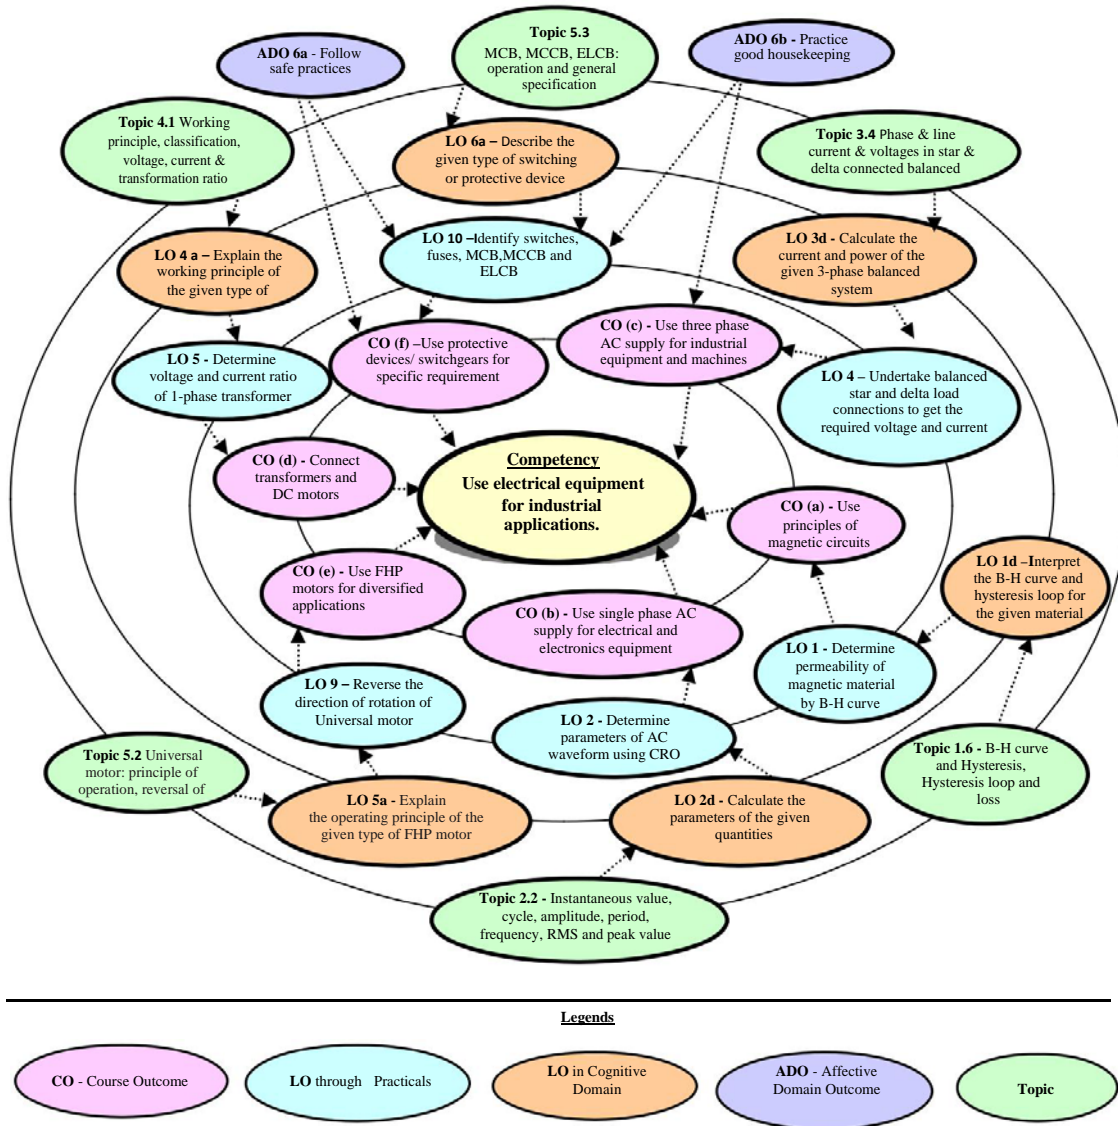 ADO 6a - Follow
safe practices
Topic 5.3
MCB, MCCB, ELCB:
operation and general
specification
ADO 6b - Practice
good housekeeping
Topic 4.1 Working
principle, classification,
voltage, current &
transformation ratio
LO 6a – Describe the
given type of switching
or protective device
Topic 3.4 Phase & line
current & voltages in star &
delta connected balanced
LO 4 a – Explain the
working principle of
the given type of
LO 10 –Identify switches,
fuses, MCB,MCCB and
ELCB
LO 3d - Calculate the
current and power of the
given 3-phase balanced
system
LO 5 - Determine
voltage and current ratio
of 1-phase transformer
CO (f) –Use protective
devices/ switchgears for
specific requirement
CO (c) - Use three phase
AC supply for industrial
equipment and machines
LO 4 – Undertake balanced
star and delta load
connections to get the
required voltage and current
CO (d) - Connect
transformers and
DC motors
Competency
Use electrical equipment
for industrial
applications.
CO (a) - Use
principles of
magnetic circuits
CO (e) - Use FHP
motors for diversified
applications
CO (b) - Use single phase AC
supply for electrical and
electronics equipment
LO 1d –Interpret
the B-H curve and
hysteresis loop for
the given material
LO 1 - Determine
permeability of
magnetic material
by B-H curve
LO 9 – Reverse the
direction of rotation of
Universal motor
LO 2 - Determine
parameters of AC
waveform using CRO
Topic 5.2 Universal
motor: principle of
operation, reversal of
Topic 1.6 - B-H curve
and Hysteresis,
Hysteresis loop and
loss
LO 5a - Explain
the operating principle of the
given type of FHP motor
LO 2d - Calculate the
parameters of the given
quantities
Topic 2.2 - Instantaneous value,
cycle, amplitude, period,
frequency, RMS and peak value
Legends
CO - Course Outcome
LO through Practicals
LO in Cognitive
Domain
ADO - Affective
Domain Outcome
Topic